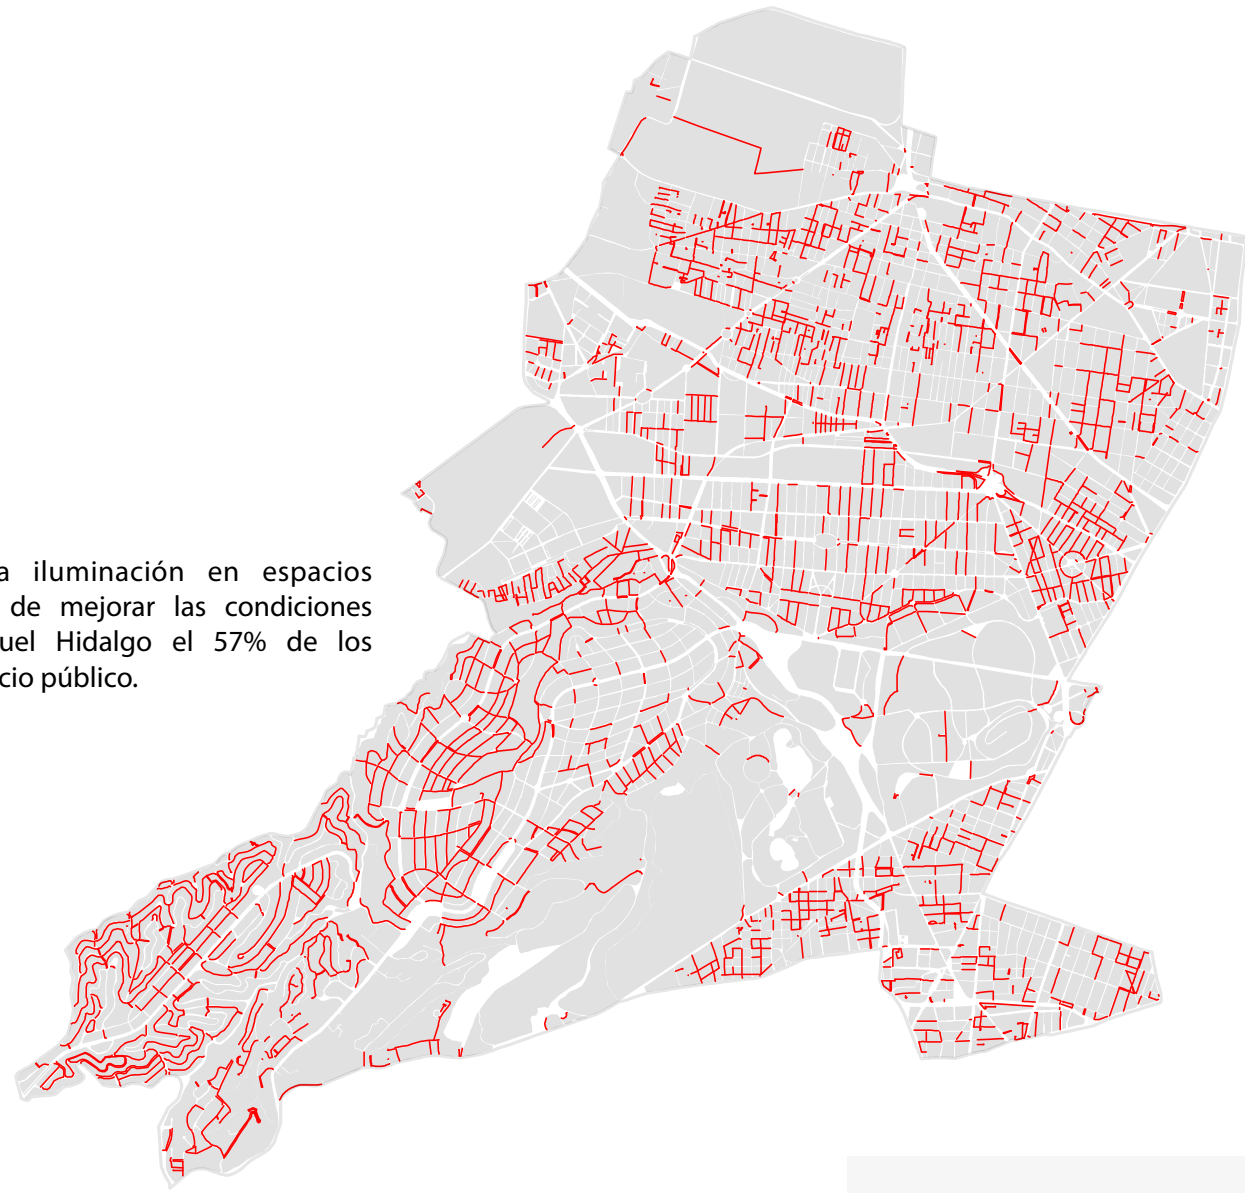 a iluminación en espacios
de mejorar las condiciones
uel Hidalgo el 57% de los
cio público.